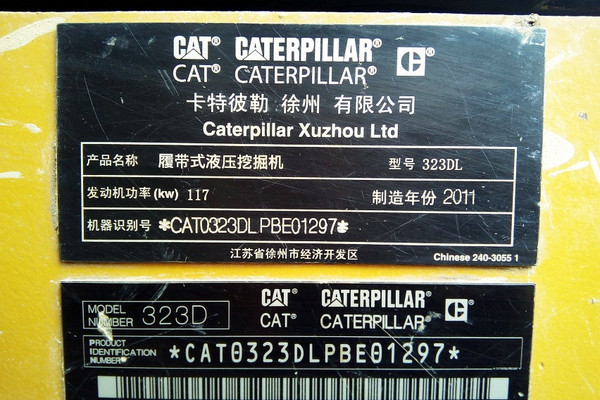 CAT® CATERPILLAR® C
CAT® CATERPILLAR®
卡特彼勒 徐州 有限公司
Caterpillar Xuzhou Ltd
产品名称 履带式液压挖掘机 型号 323DL
发动机功率(kw) 117 制造年份 2011
机器识别号 *CAT0323DLPBE01297*
江苏省徐州市经济开发区 Chinese 240-3055 1
MODEL NUMBER 323D CAT® CATERPILLAR® C
CAT® CATERPILLAR®
PRODUCT IDENTIFICATION NUMBER *CAT0323DLPBE01297*